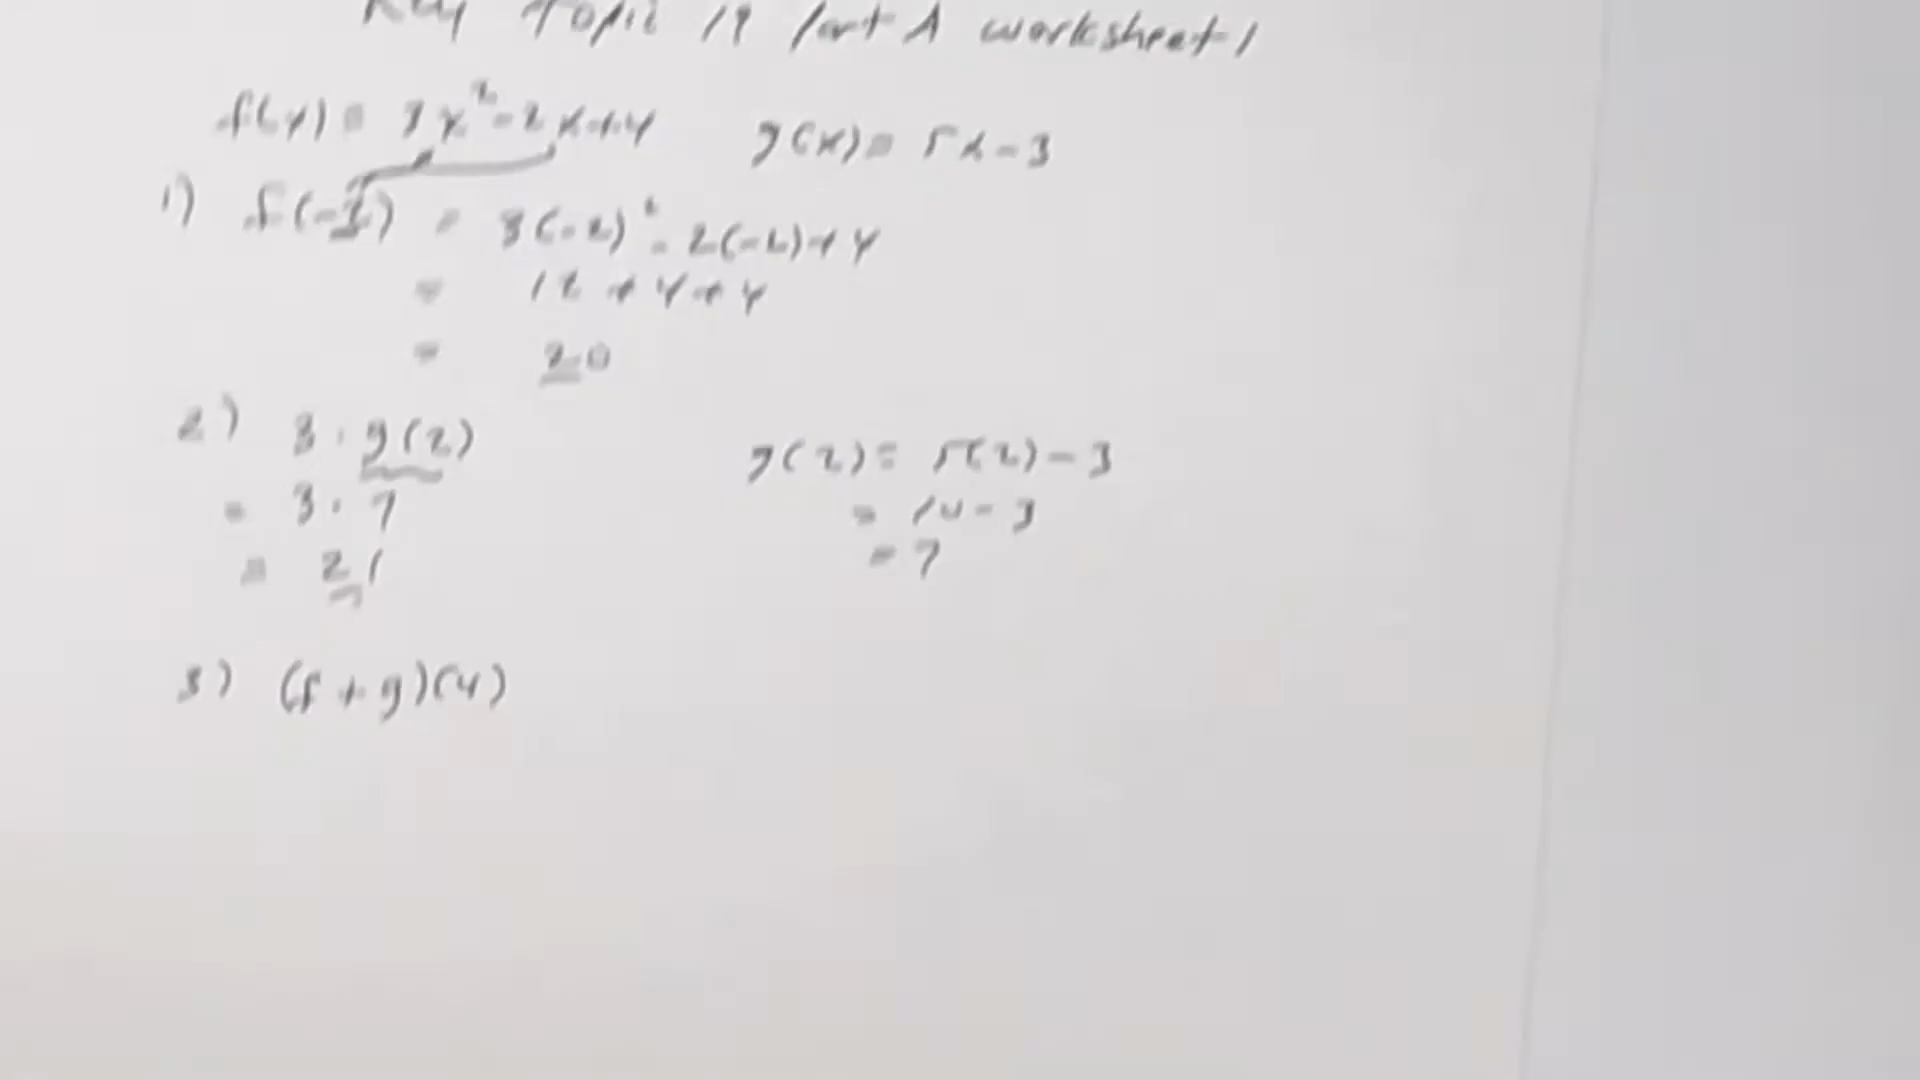 Key Topic 19 Part A worksheet 1
f(x) = 3x² - 2x + 4 g(x) = 5x - 3
1) f(-2) = 3(-2)² - 2(-2) + 4
= 12 + 4 + 4
= 20
2) 3 · g(2) g(2) = 5(2) - 3
= 3 · 7 = 10 - 3
= 21 = 7
3) (f + g)(4)